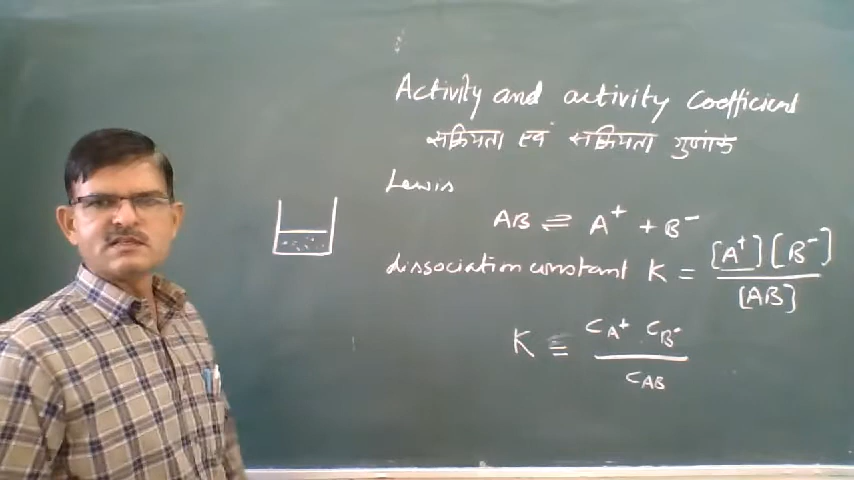 Activity and activity Coefficient
सक्रियता एवं सक्रियता गुणांक
Lewis
AB ⇌ A⁺ + B⁻
dissociation constant K = [A⁺][B⁻] / [AB]
K = C_A⁺ . C_B⁻ / C_AB